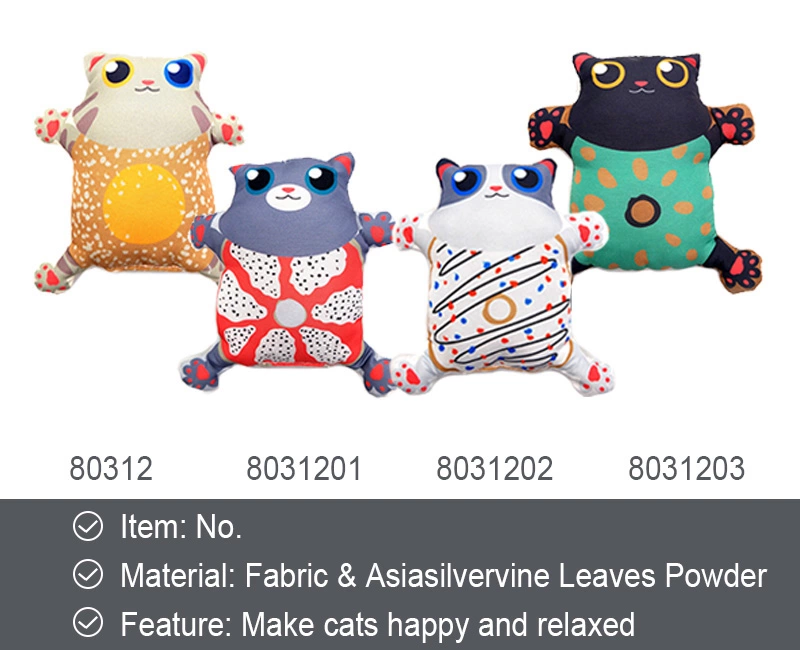 80312 8031201 8031202 8031203
Item: No.
Material: Fabric & Asiasilvervine Leaves Powder
Feature: Make cats happy and relaxed